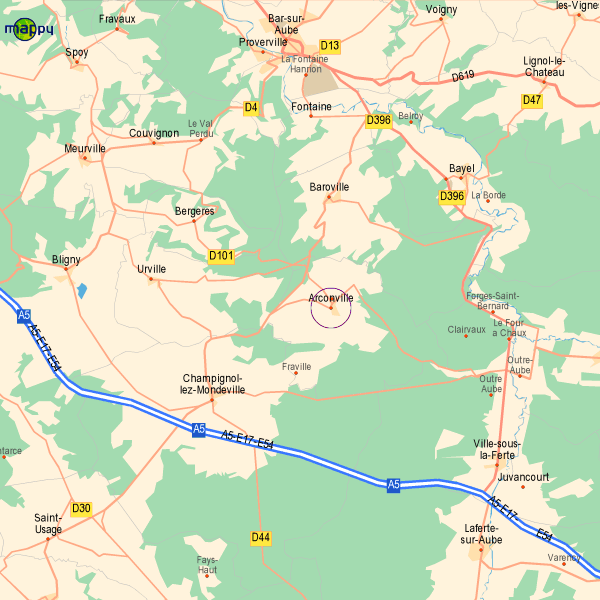 Fravaux
Voigny
les-Vignes
mappy
Bar-sur-
Aube
Proverville
D13
Spoy
La Fontaine
Hannion
Lignol-le-
Chateau
D619
D4
Fontaine
D47
Le Val
Perdu
D396
Belroy
Couvignon
Meurville
Bayel
Baroville
D396
La Borde
Bergeres
D101
Bligny
Urville
Arconville
Forges-Saint-
Bernard
A5
A5-E17-E54
Clairvaux
Le Four
a Chaux
Fraville
Outre-
Aube
Champignol-
lez-Mondeville
Outre
Aube
A5
A5-E17-E54
Ville-sous-
la-Ferte
A5
Juvancourt
A5-E17-
E54
D30
Saint-
Usage
D44
Laferte-
sur-Aube
Fays-
Haut
Varency